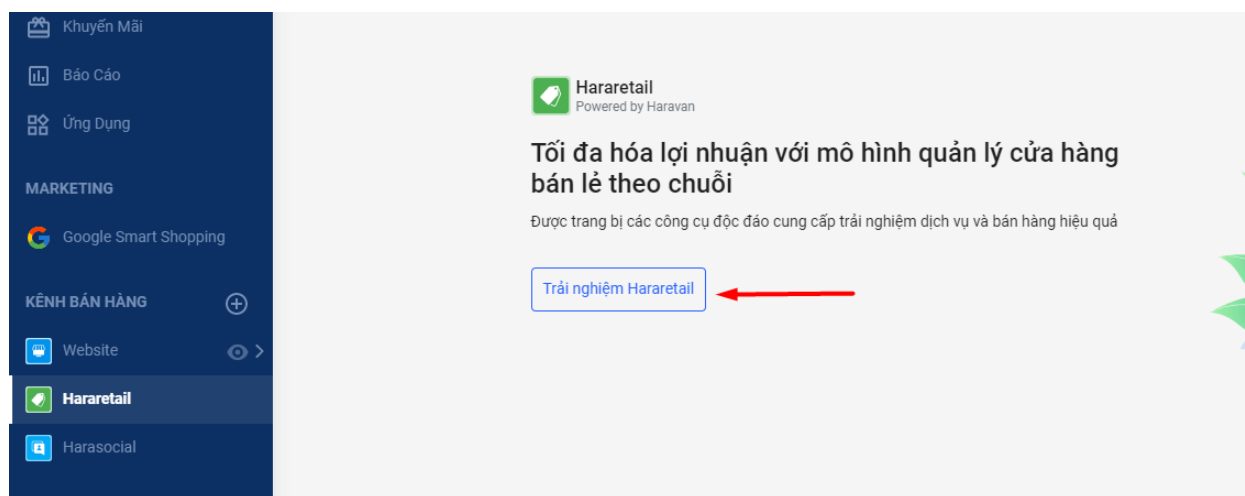 Khuyến Mãi
Báo Cáo
Ứng Dụng
MARKETING
Google Smart Shopping
KÊNH BÁN HÀNG
Website
Hararetail
Harasocial
Hararetail
Powered by Haravan
Tối đa hóa lợi nhuận với mô hình quản lý cửa hàng
bán lẻ theo chuỗi
Được trang bị các công cụ độc đáo cung cấp trải nghiệm dịch vụ và bán hàng hiệu quả
Trải nghiệm Hararetail